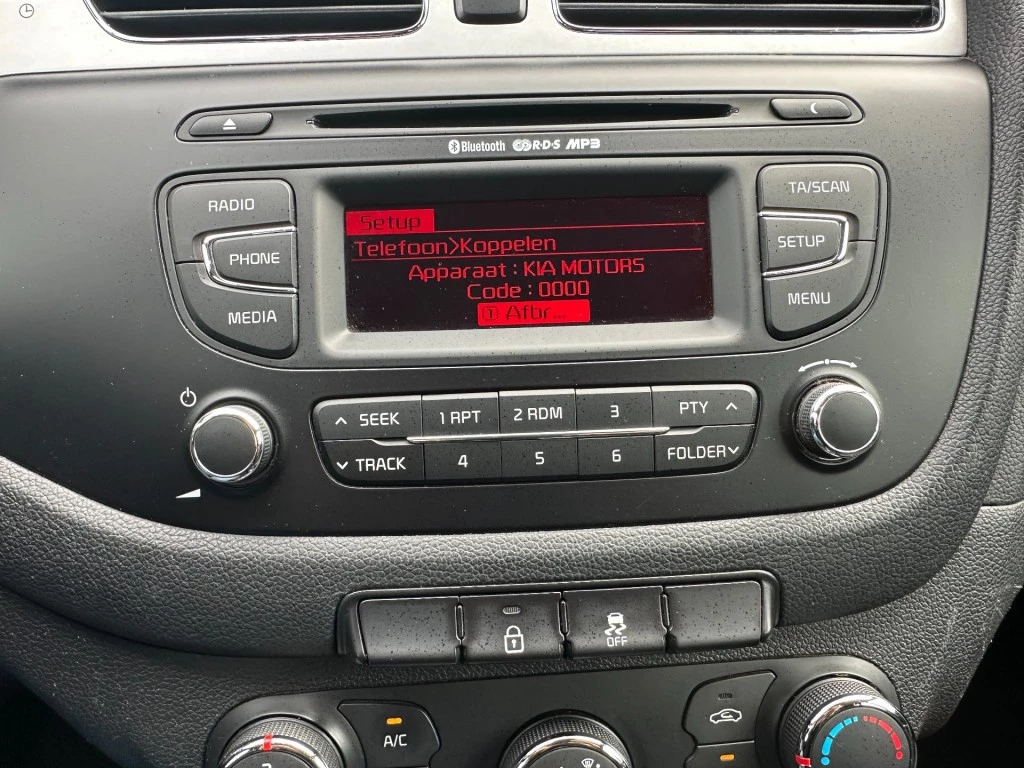 Bluetooth R·D·S MP3
RADIO
PHONE
MEDIA
Setup
Telefoon>Koppelen
Apparaat : KIA MOTORS
Code : 0000
1 Afbr...
TA/SCAN
SETUP
MENU
SEEK 1 RPT 2 RDM 3 PTY
TRACK 4 5 6 FOLDER
OFF
A/C